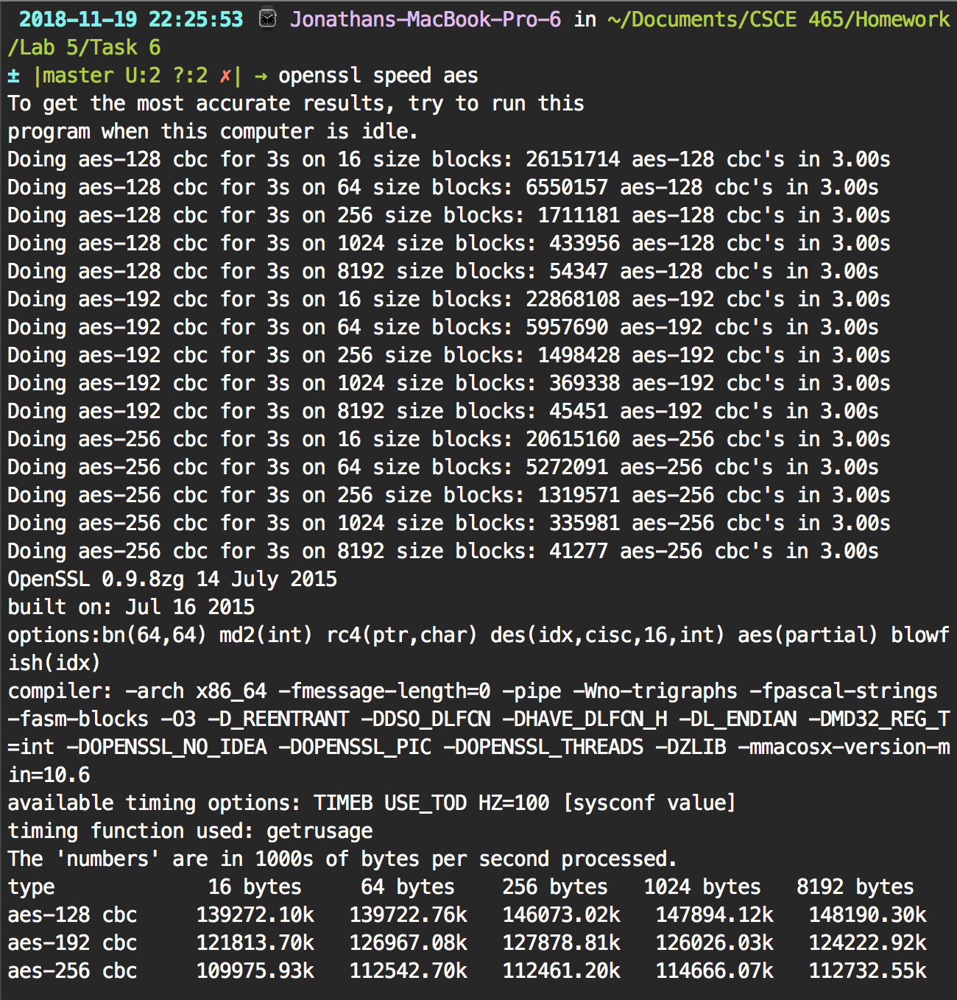 2018-11-19 22:25:53 ⌚ Jonathans-MacBook-Pro-6 in ~/Documents/CSCE 465/Homework
/Lab 5/Task 6
± |master U:2 ?:2 ✗| → openssl speed aes
To get the most accurate results, try to run this
program when this computer is idle.
Doing aes-128 cbc for 3s on 16 size blocks: 26151714 aes-128 cbc's in 3.00s
Doing aes-128 cbc for 3s on 64 size blocks: 6550157 aes-128 cbc's in 3.00s
Doing aes-128 cbc for 3s on 256 size blocks: 1711181 aes-128 cbc's in 3.00s
Doing aes-128 cbc for 3s on 1024 size blocks: 433956 aes-128 cbc's in 3.00s
Doing aes-128 cbc for 3s on 8192 size blocks: 54347 aes-128 cbc's in 3.00s
Doing aes-192 cbc for 3s on 16 size blocks: 22868108 aes-192 cbc's in 3.00s
Doing aes-192 cbc for 3s on 64 size blocks: 5957690 aes-192 cbc's in 3.00s
Doing aes-192 cbc for 3s on 256 size blocks: 1498428 aes-192 cbc's in 3.00s
Doing aes-192 cbc for 3s on 1024 size blocks: 369338 aes-192 cbc's in 3.00s
Doing aes-192 cbc for 3s on 8192 size blocks: 45451 aes-192 cbc's in 3.00s
Doing aes-256 cbc for 3s on 16 size blocks: 20615160 aes-256 cbc's in 3.00s
Doing aes-256 cbc for 3s on 64 size blocks: 5272091 aes-256 cbc's in 3.00s
Doing aes-256 cbc for 3s on 256 size blocks: 1319571 aes-256 cbc's in 3.00s
Doing aes-256 cbc for 3s on 1024 size blocks: 335981 aes-256 cbc's in 3.00s
Doing aes-256 cbc for 3s on 8192 size blocks: 41277 aes-256 cbc's in 3.00s
OpenSSL 0.9.8zg 14 July 2015
built on: Jul 16 2015
options:bn(64,64) md2(int) rc4(ptr,char) des(idx,cisc,16,int) aes(partial) blowf
ish(idx)
compiler: -arch x86_64 -fmessage-length=0 -pipe -Wno-trigraphs -fpascal-strings
-fasm-blocks -O3 -D_REENTRANT -DDSO_DLFCN -DHAVE_DLFCN_H -DL_ENDIAN -DMD32_REG_T
=int -DOPENSSL_NO_IDEA -DOPENSSL_PIC -DOPENSSL_THREADS -DZLIB -mmacosx-version-m
in=10.6
available timing options: TIMEB USE_TOD HZ=100 [sysconf value]
timing function used: getrusage
The 'numbers' are in 1000s of bytes per second processed.
type             16 bytes     64 bytes    256 bytes   1024 bytes   8192 bytes
aes-128 cbc     139272.10k   139722.76k   146073.02k   147894.12k   148190.30k
aes-192 cbc     121813.70k   126967.08k   127878.81k   126026.03k   124222.92k
aes-256 cbc     109975.93k   112542.70k   112461.20k   114666.07k   112732.55k